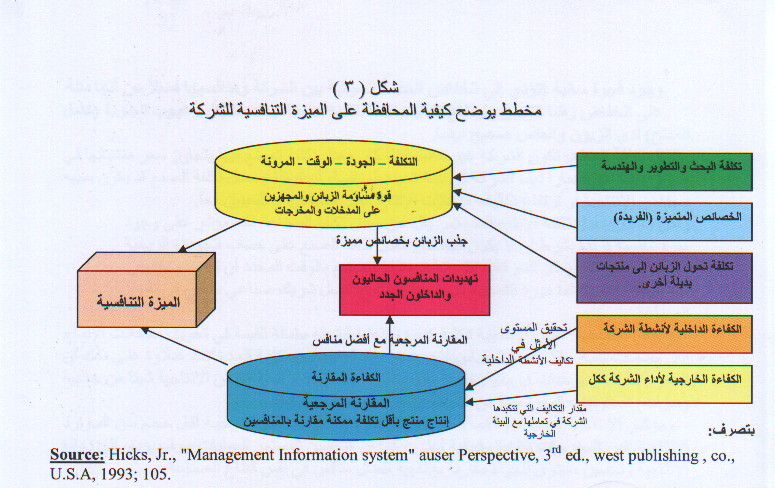 شكل ( ٣ )
مخطط يوضح كيفية المحافظة على الميزة التنافسية للشركة
التكلفة – الجودة – الوقت - المرونة
قوة مساومة الزبائن والمجهزين
على المدخلات والمخرجات
تكلفة البحث والتطوير والهندسة
الخصائص المتميزة (الفريدة)
تكلفة تحول الزبائن إلى منتجات
بديلة أخرى.
جذب الزبائن بخصائص مميزة
تهديدات المنافسون الحاليون
والداخلون الجدد
الميزة التنافسية
المقارنة المرجعية مع أفضل منافس
تحقيق المستوى
الأمثل في
تكاليف الأنشطة الداخلية
الكفاءة الداخلية لأنشطة الشركة
الكفاءة الخارجية لأداء الشركة ككل
الكفاءة المقارنة
المقارنة المرجعية
إنتاج منتج بأقل تكلفة ممكنة مقارنة بالمنافسين
مقدار التكاليف التي تتكبدها
الشركة في تعاملها مع البيئة
الخارجية
بتصرف:
Source: Hicks, Jr., "Management Information system" auser Perspective, 3rd ed., west publishing , co.,
U.S.A, 1993; 105.